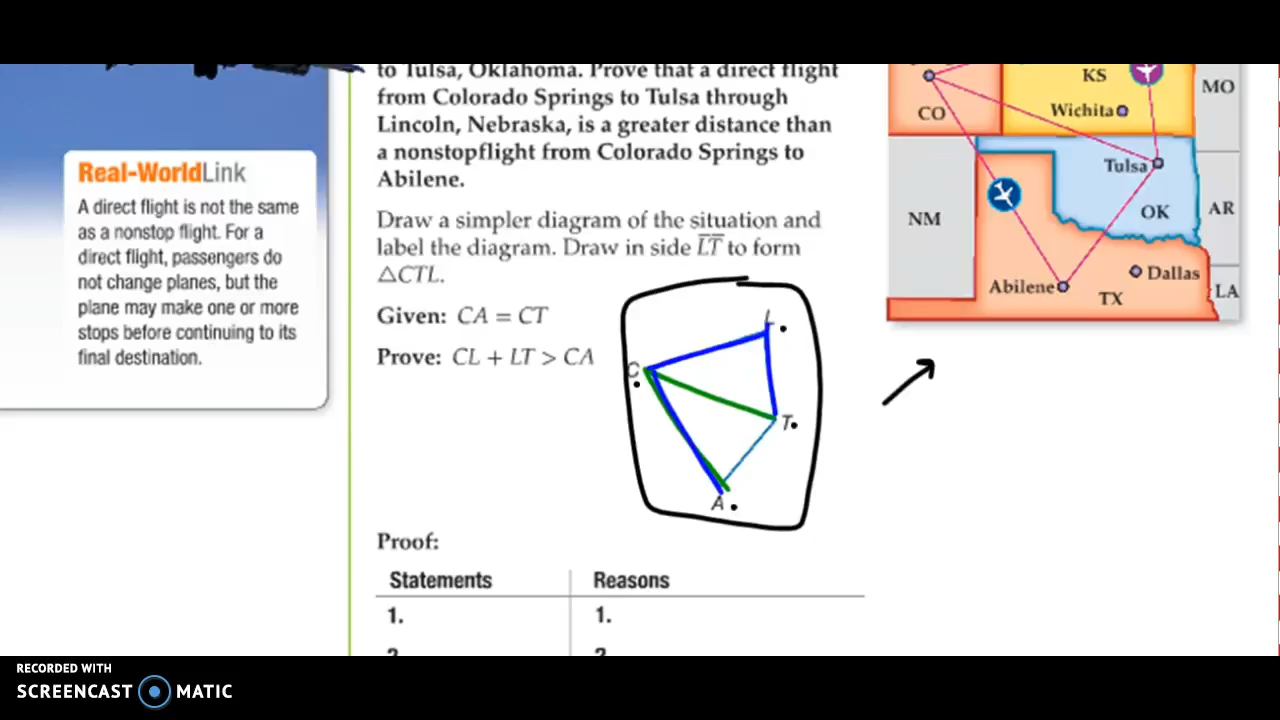 to Tulsa, Oklahoma. Prove that a direct flight
from Colorado Springs to Tulsa through
Lincoln, Nebraska, is a greater distance than
a nonstopflight from Colorado Springs to
Abilene.
Real-WorldLink
A direct flight is not the same
as a nonstop flight. For a
direct flight, passengers do
not change planes, but the
plane may make one or more
stops before continuing to its
final destination.
Draw a simpler diagram of the situation and
label the diagram. Draw in side LT to form
△CTL.
Given: CA = CT
Prove: CL + LT > CA
L
C
T
A
Proof:
Statements Reasons
1. 1.
KS
MO
CO
Wichita
Tulsa
NM
OK
AR
Dallas
Abilene
TX
LA
RECORDED WITH
SCREENCAST MATIC